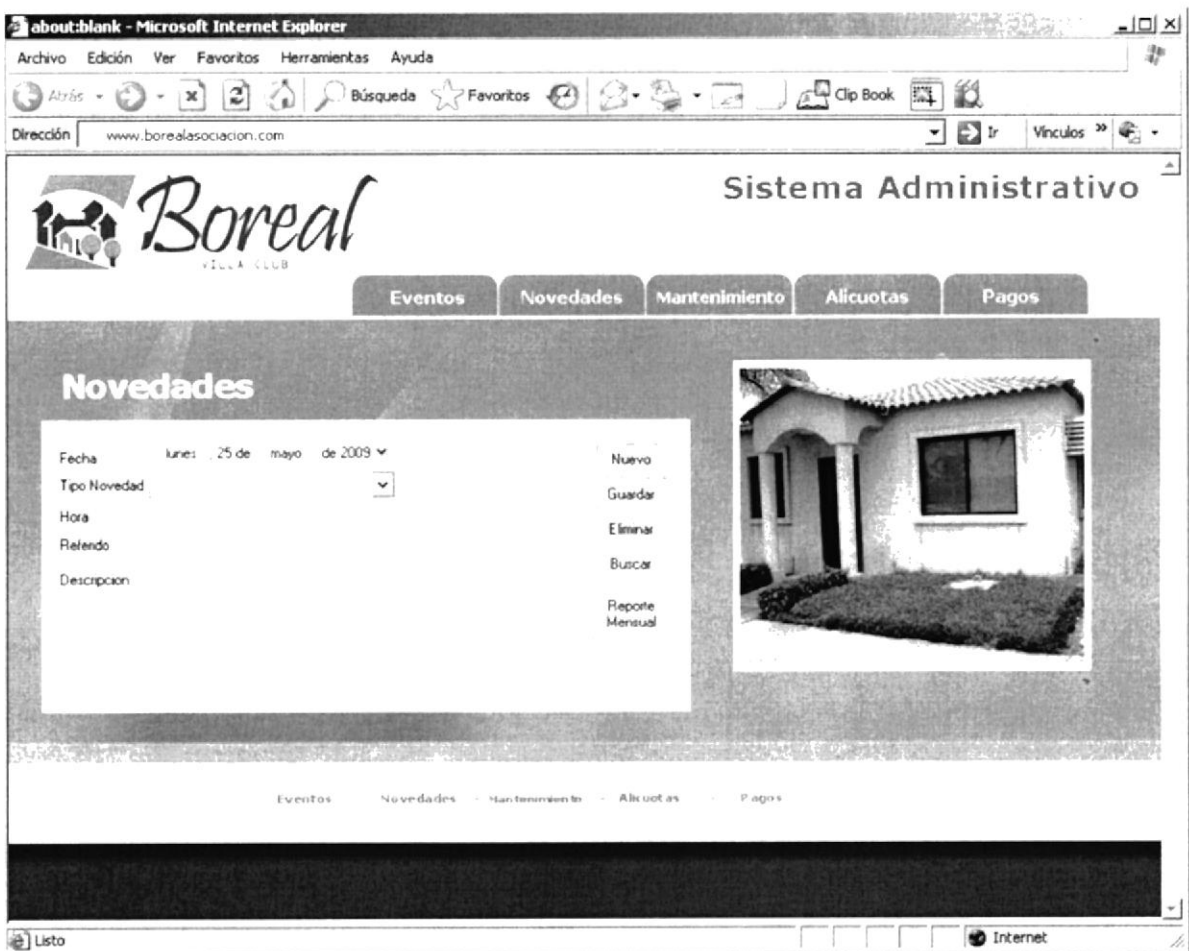 about:blank - Microsoft Internet Explorer
Archivo Edición Ver Favoritos Herramientas Ayuda
Atrás Búsqueda Favoritos Clip Book
Dirección www.borealasociacion.com Ir Vínculos »
Boreal
VILLA CLUB
Sistema Administrativo
Eventos Novedades Mantenimiento Alicuotas Pagos
Novedades
Fecha lunes 25 de mayo de 2009
Tipo Novedad
Hora
Referido
Descripcion
Nuevo
Guardar
Eliminar
Buscar
Reporte
Mensual
Eventos Novedades - Mantenimiento - Alicuotas - Pagos
Listo Internet